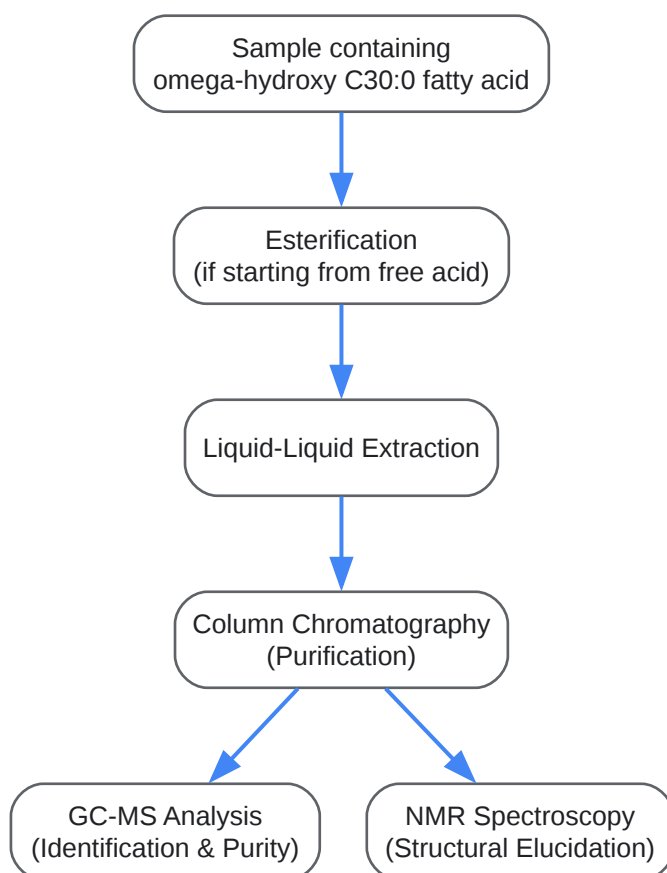 Sample containing
omega-hydroxy C30:0 fatty acid
Esterification
(if starting from free acid)
Liquid-Liquid Extraction
Column Chromatography
(Purification)
GC-MS Analysis
(Identification & Purity)
NMR Spectroscopy
(Structural Elucidation)